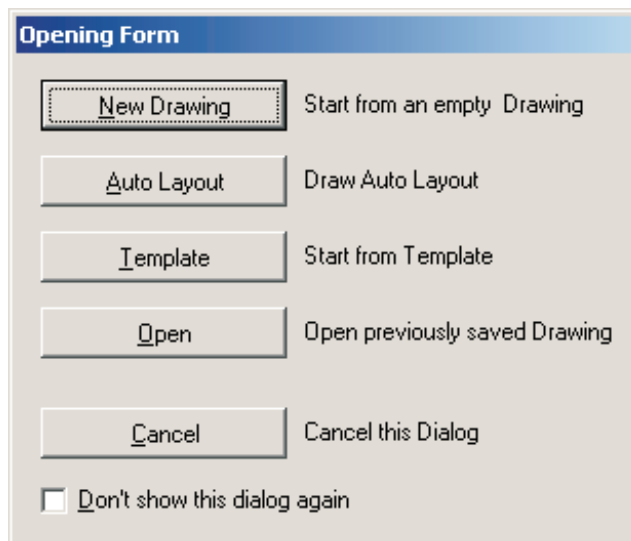 Opening Form
New Drawing Start from an empty  Drawing
Auto Layout Draw Auto Layout
Template Start from Template
Open Open previously saved Drawing
Cancel Cancel this Dialog
Don't show this dialog again